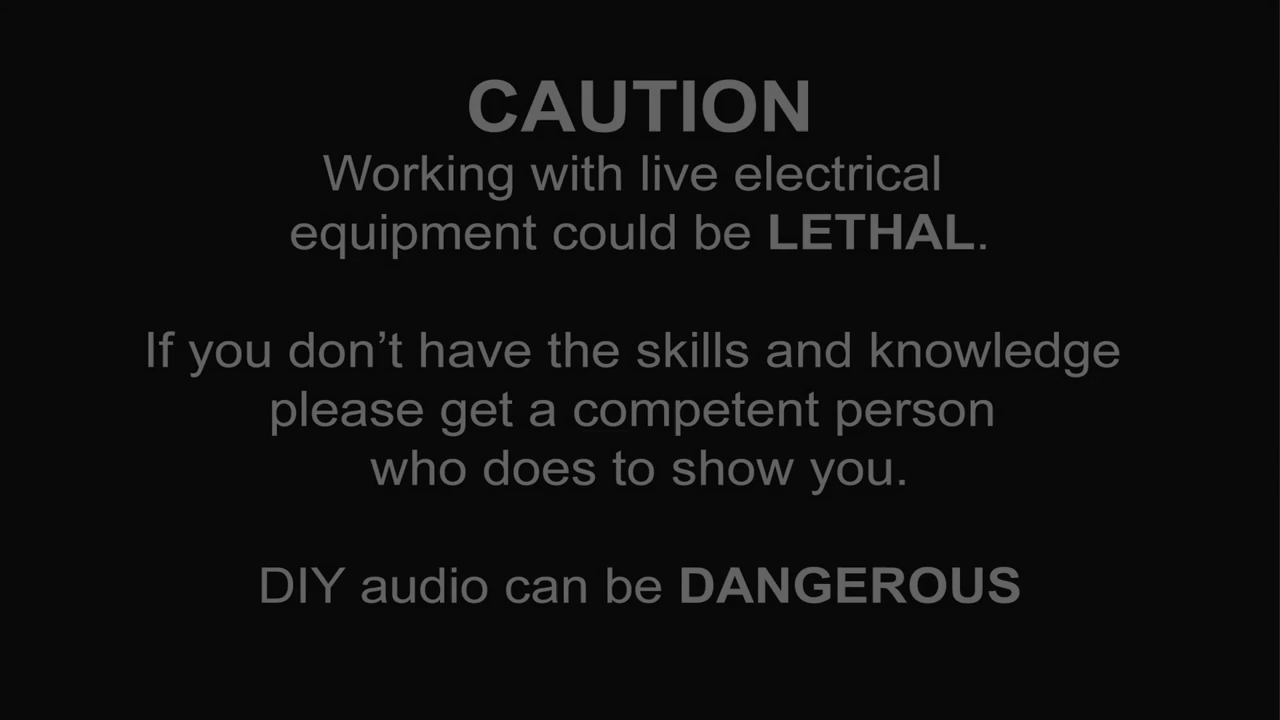 CAUTION
Working with live electrical
equipment could be LETHAL.
If you don’t have the skills and knowledge
please get a competent person
who does to show you.
DIY audio can be DANGEROUS